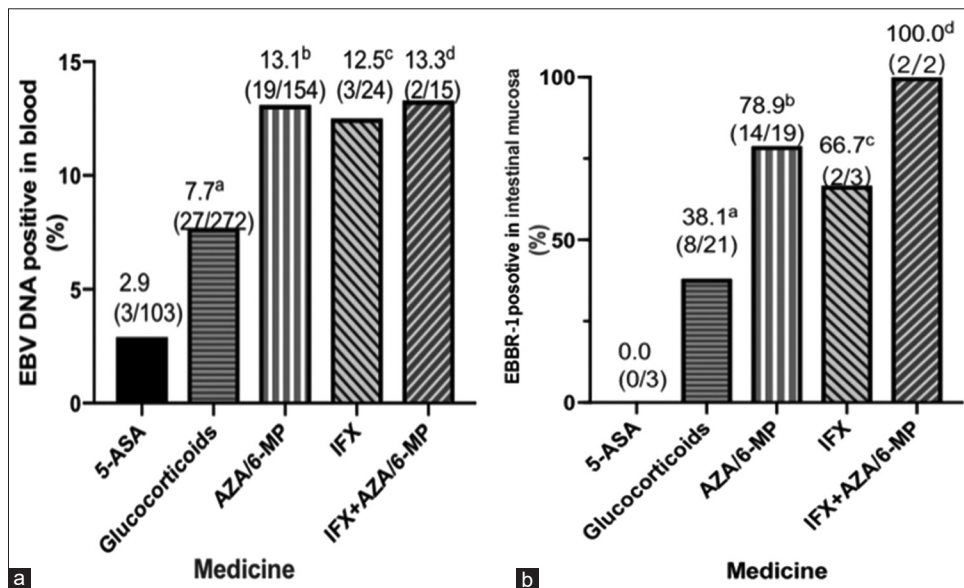 EBV DNA positive in blood
(%)
15
10
5
0
2.9
(3/103)
7.7a
(27/272)
13.1b
(19/154)
12.5c
(3/24)
13.3d
(2/15)
5-ASA
Glucocorticoids
AZA/6-MP
IFX
IFX+AZA/6-MP
Medicine
a
EBBR-1posotive in intestinal mucosa
(%)
100
50
0
0.0
(0/3)
38.1a
(8/21)
78.9b
(14/19)
66.7c
(2/3)
100.0d
(2/2)
5-ASA
Glucocorticoids
AZA/6-MP
IFX
IFX+AZA/6-MP
Medicine
b